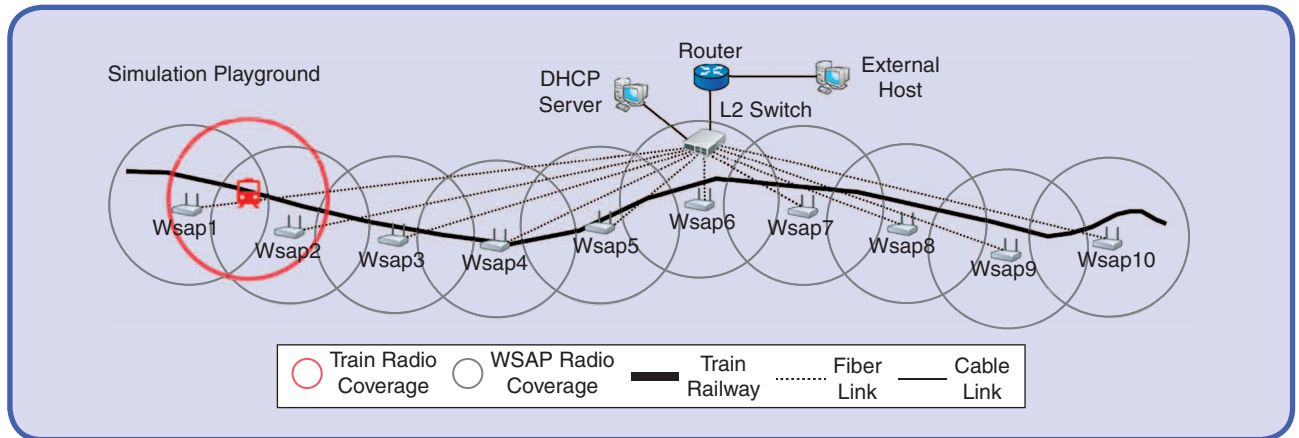 Simulation Playground
Router
External
Host
DHCP
Server
L2 Switch
Wsap1
Wsap2
Wsap3
Wsap4
Wsap5
Wsap6
Wsap7
Wsap8
Wsap9
Wsap10
Train Radio
Coverage
WSAP Radio
Coverage
Train
Railway
Fiber
Link
Cable
Link